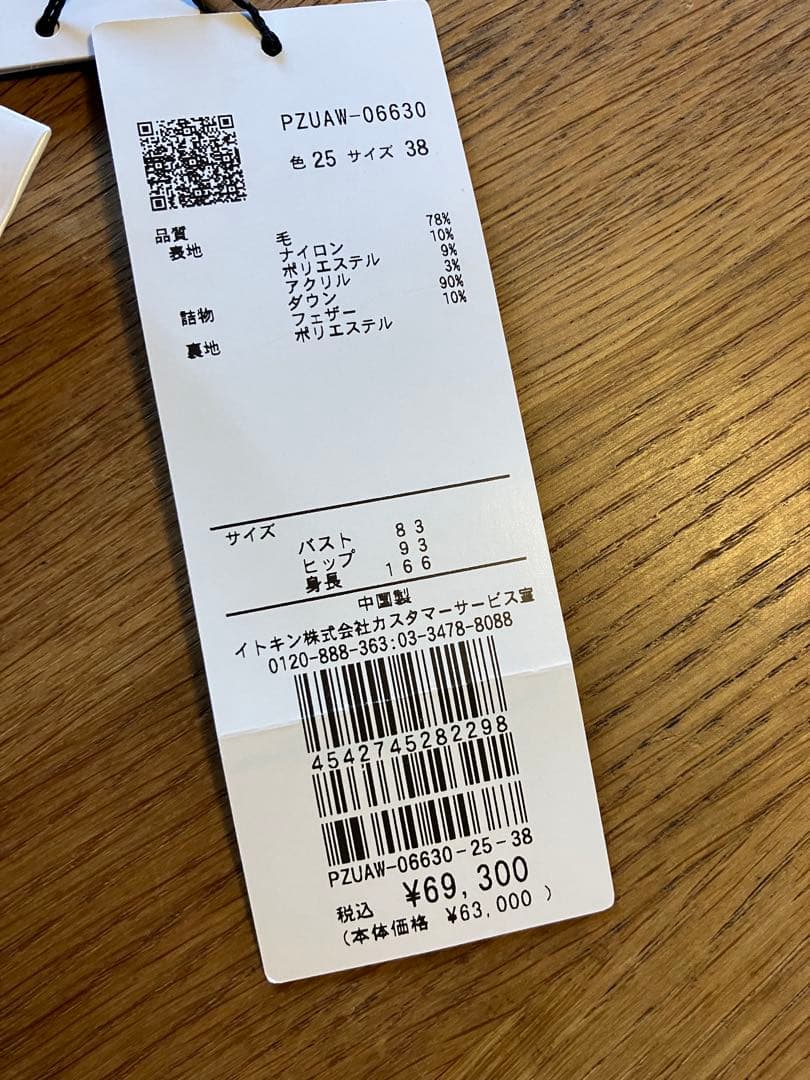 PZUAW-06630
色 25 サイズ 38
品質
表地 毛 78%
ナイロン 10%
ポリエステル 9%
アクリル 3%
詰物 ダウン 90%
フェザー 10%
裏地 ポリエステル
サイズ
バスト 83
ヒップ 93
身長 166
中国製
イトキン株式会社カスタマーサービス室
0120-888-363:03-3478-8088
4542745282298
PZUAW-06630-25-38
税込 ¥69,300
(本体価格 ¥63,000 )